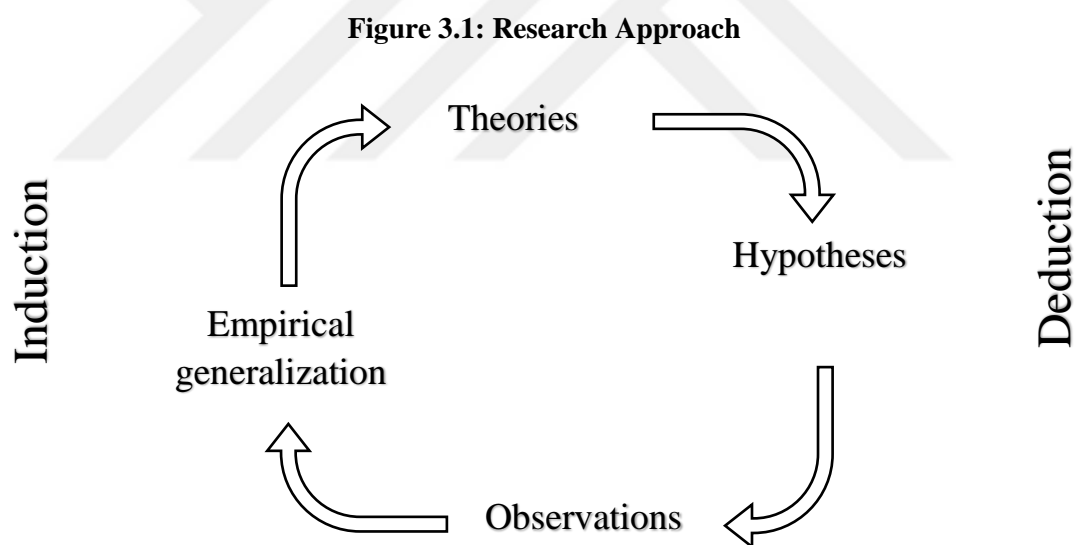 Figure 3.1: Research Approach
Theories
Induction
Deduction
Hypotheses
Empirical
generalization
Observations